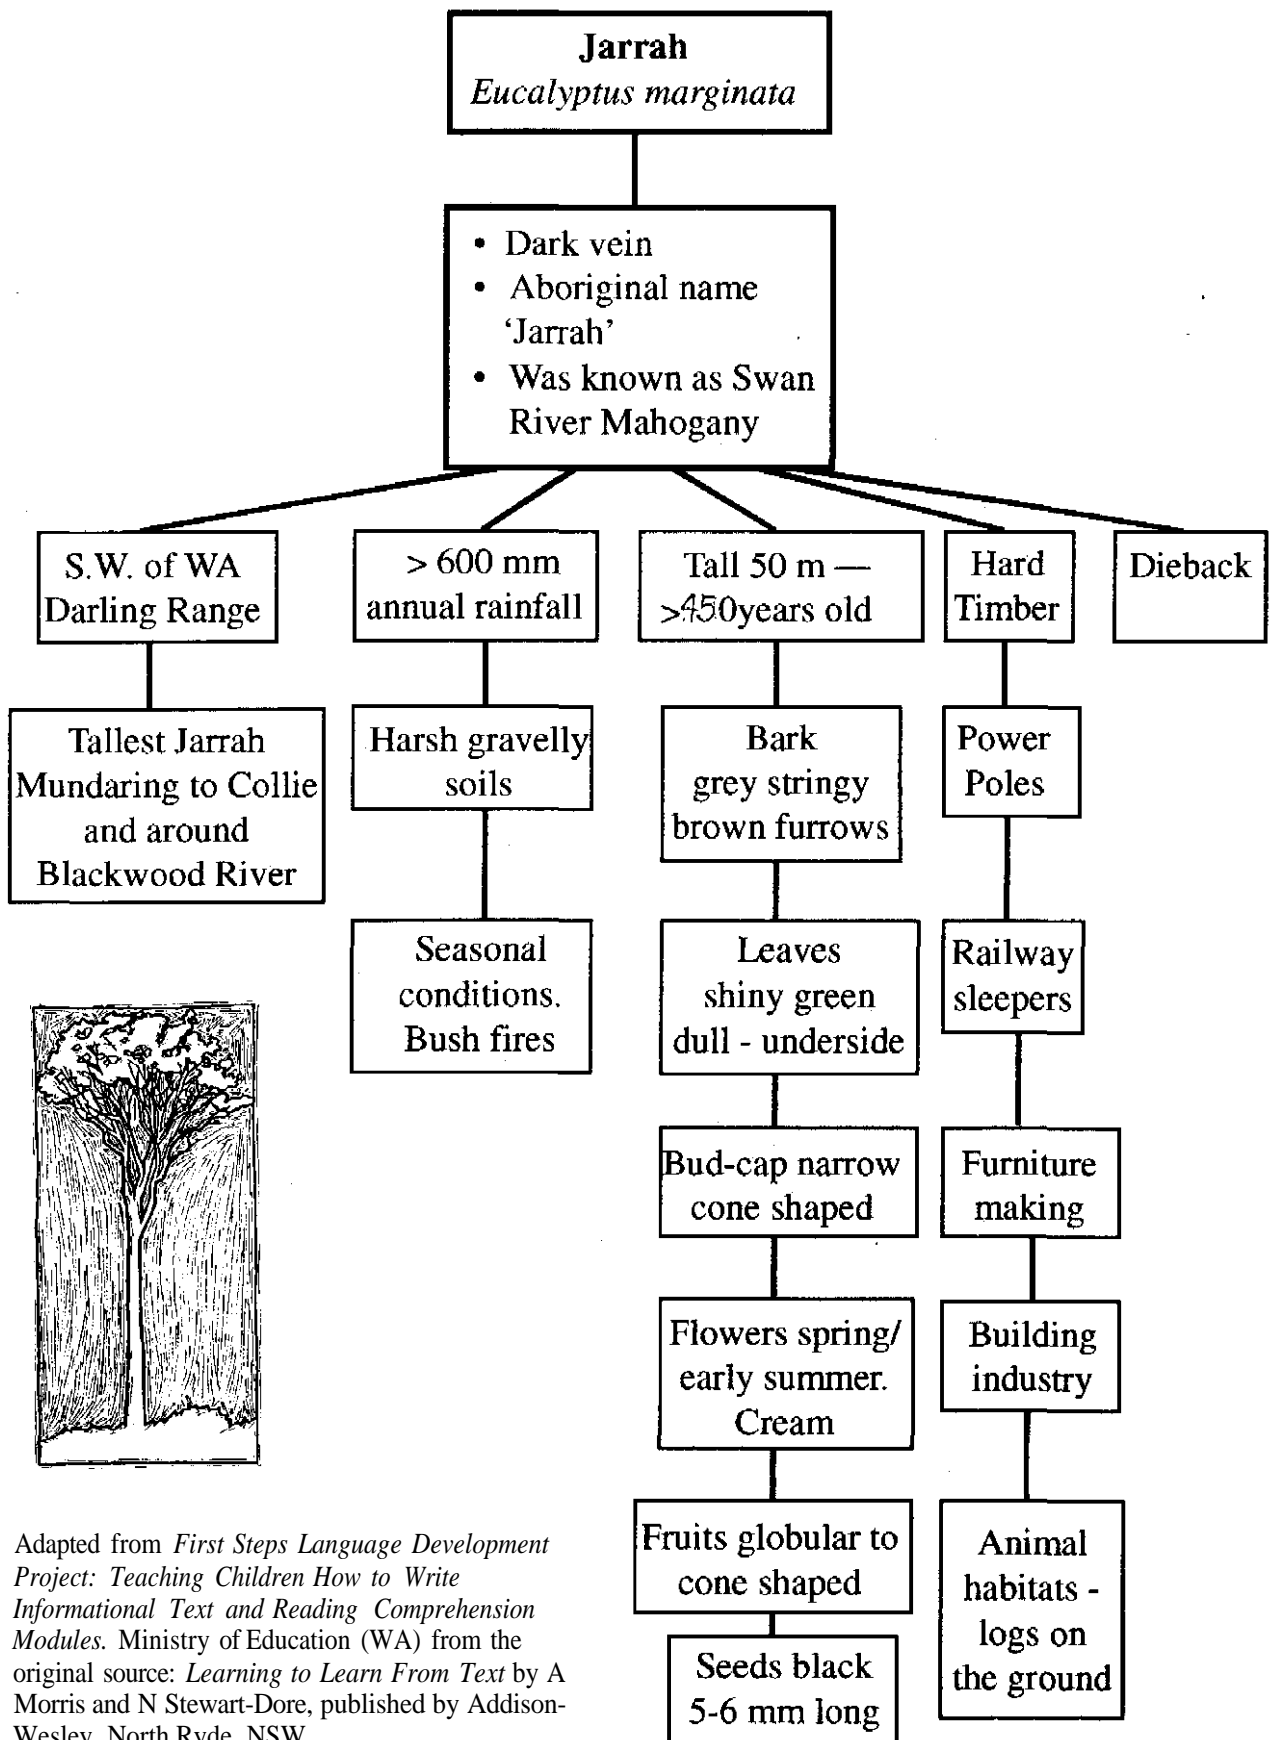 Jarrah
Eucalyptus marginata
• Dark vein
• Aboriginal name
‘Jarrah’
• Was known as Swan
River Mahogany
S.W. of WA
Darling Range
Tallest Jarrah
Mundaring to Collie
and around
Blackwood River
> 600 mm
annual rainfall
Harsh gravelly
soils
Seasonal
conditions.
Bush fires
Tall 50 m —
>450years old
Bark
grey stringy
brown furrows
Leaves
shiny green
dull - underside
Bud-cap narrow
cone shaped
Flowers spring/
early summer.
Cream
Fruits globular to
cone shaped
Seeds black
5-6 mm long
Hard
Timber
Power
Poles
Railway
sleepers
Furniture
making
Building
industry
Animal
habitats -
logs on
the ground
Dieback
Adapted from First Steps Language Development
Project: Teaching Children How to Write
Informational Text and Reading Comprehension
Modules. Ministry of Education (WA) from the
original source: Learning to Learn From Text by A
Morris and N Stewart-Dore, published by Addison-
Wesley, North Ryde, NSW